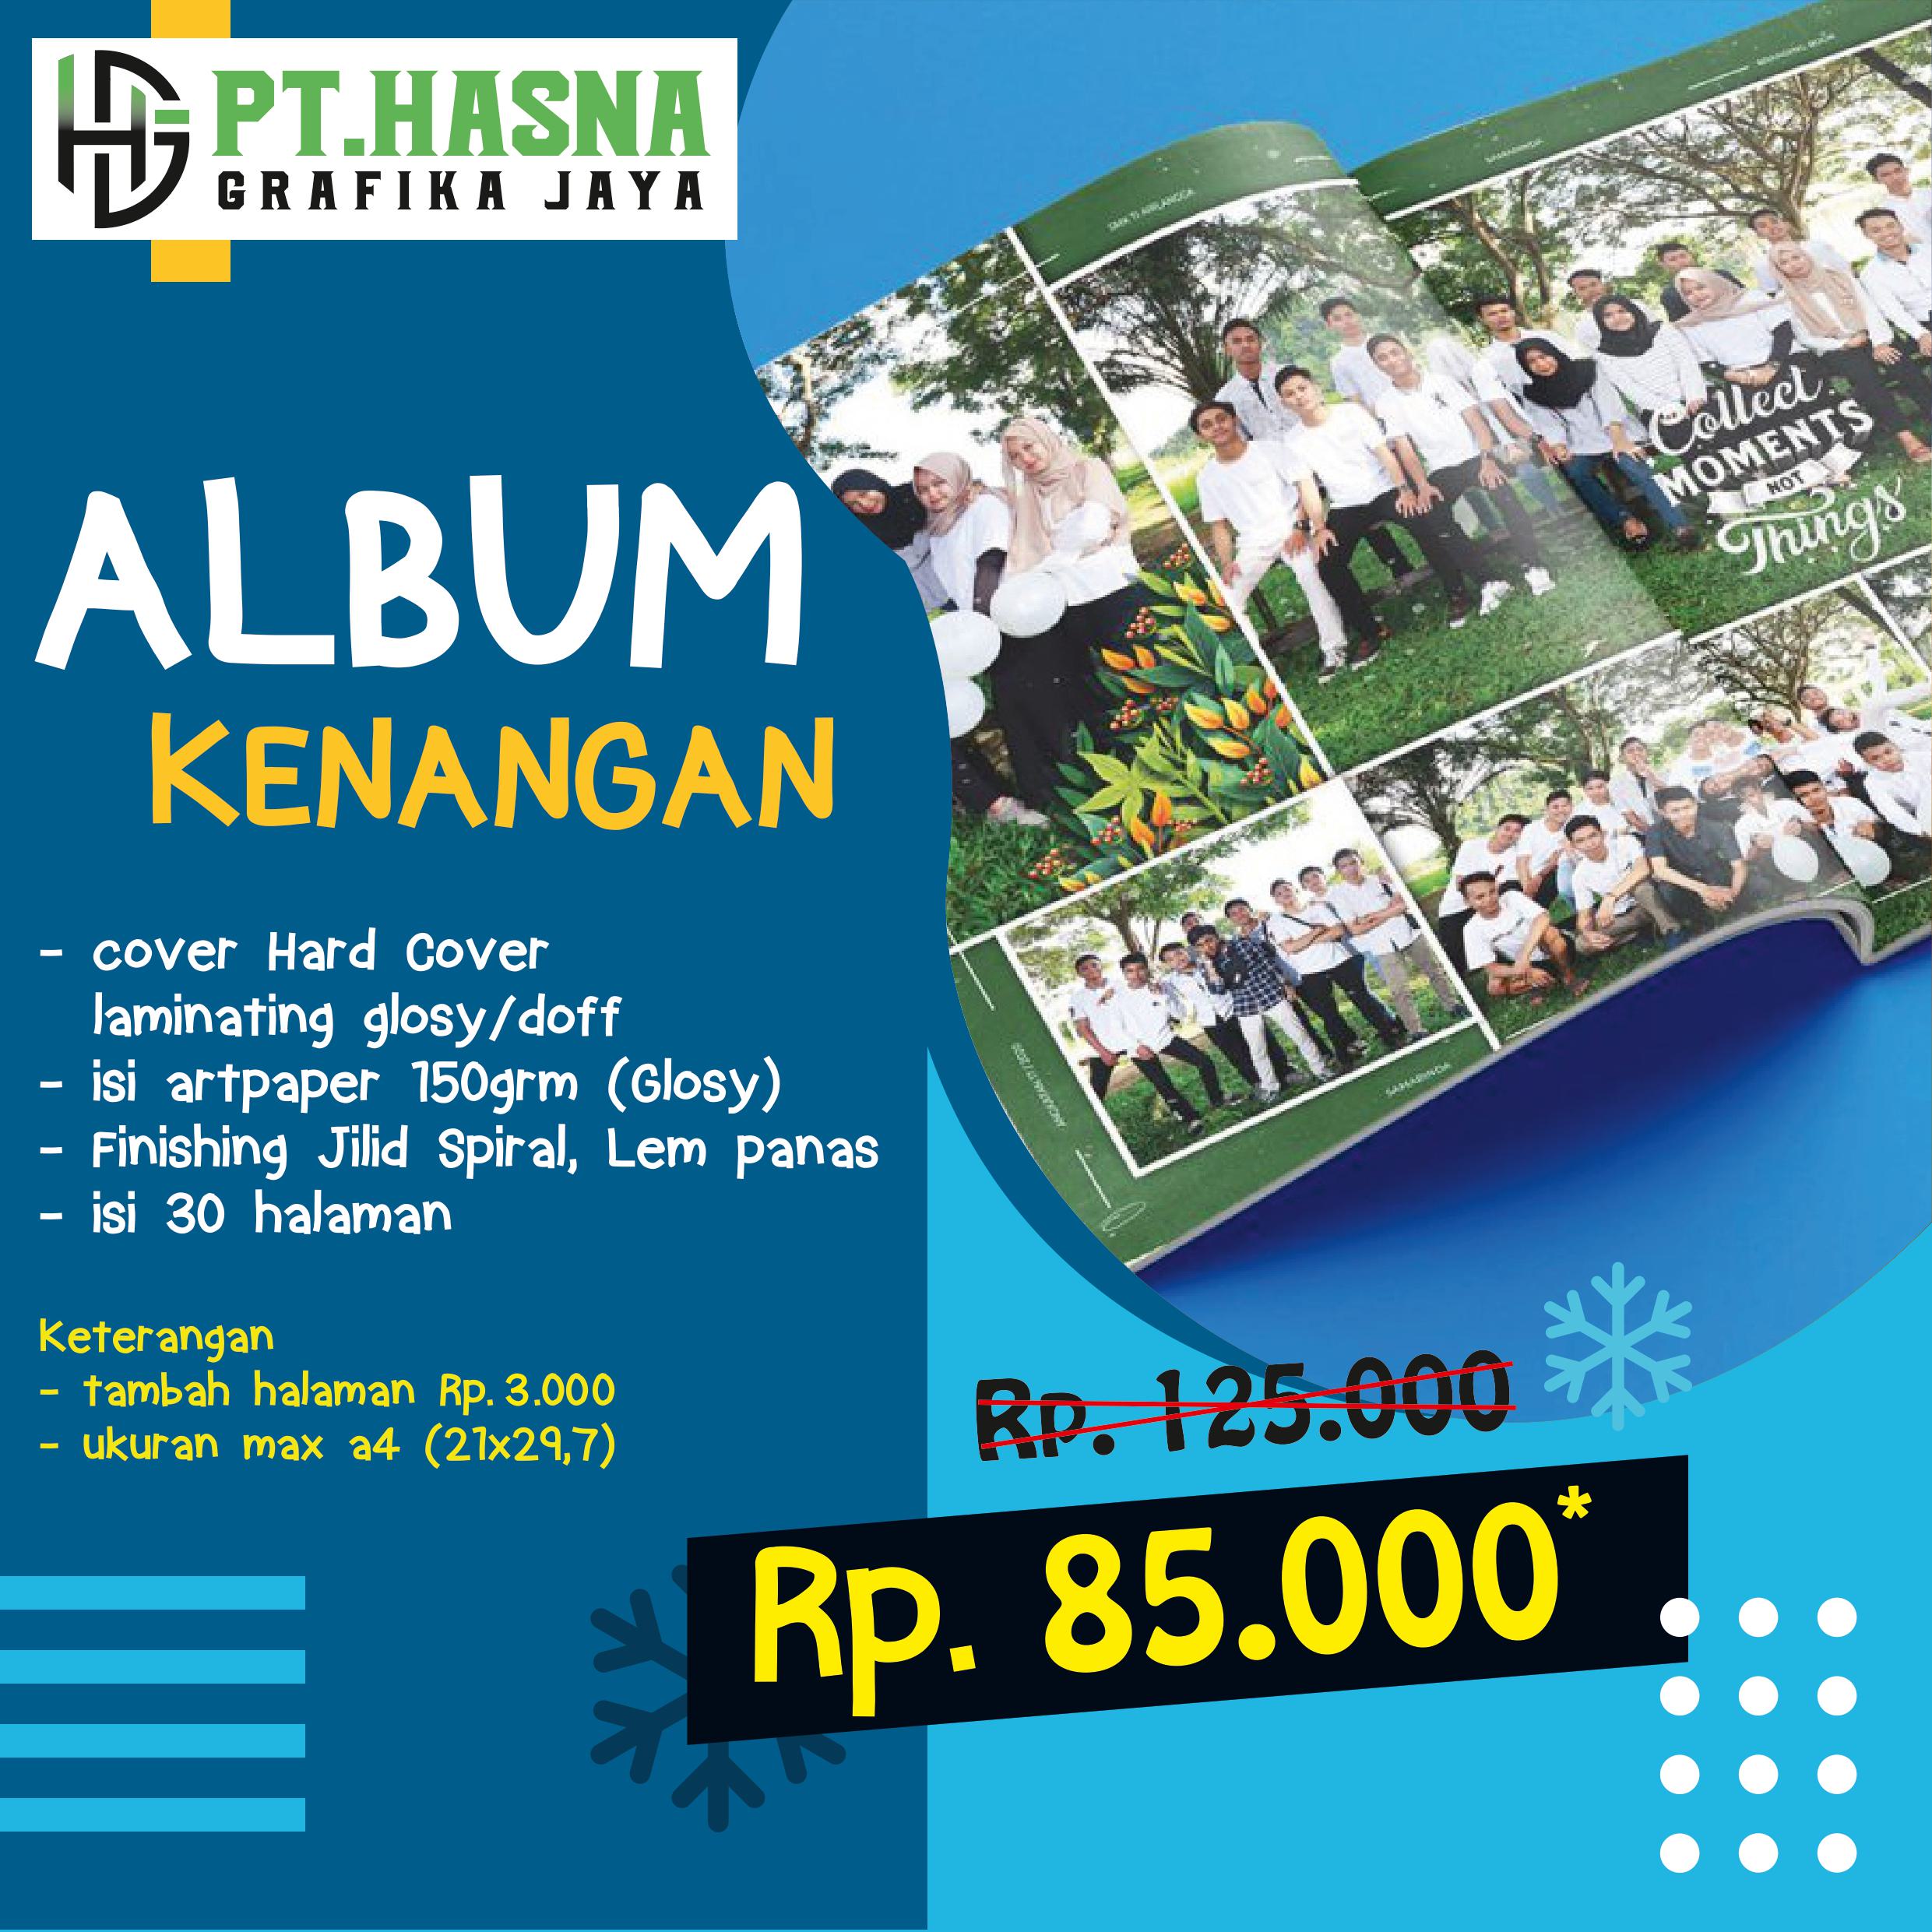 PT.HASNA
GRAFIKA JAYA
SAMARINDA
Collect
MOMENTS
NOT
Things
ALBUM
KENANGAN
- cover Hard Cover
laminating glosy/doff
- isi artpaper 150grm (Glosy)
- Finishing Jilid Spiral, Lem panas
- isi 30 halaman
SAMARINDA
Keterangan
- tambah halaman Rp. 3.000
- ukuran max a4 (21x29,7)
Rp. 125.000
Rp. 85.000*